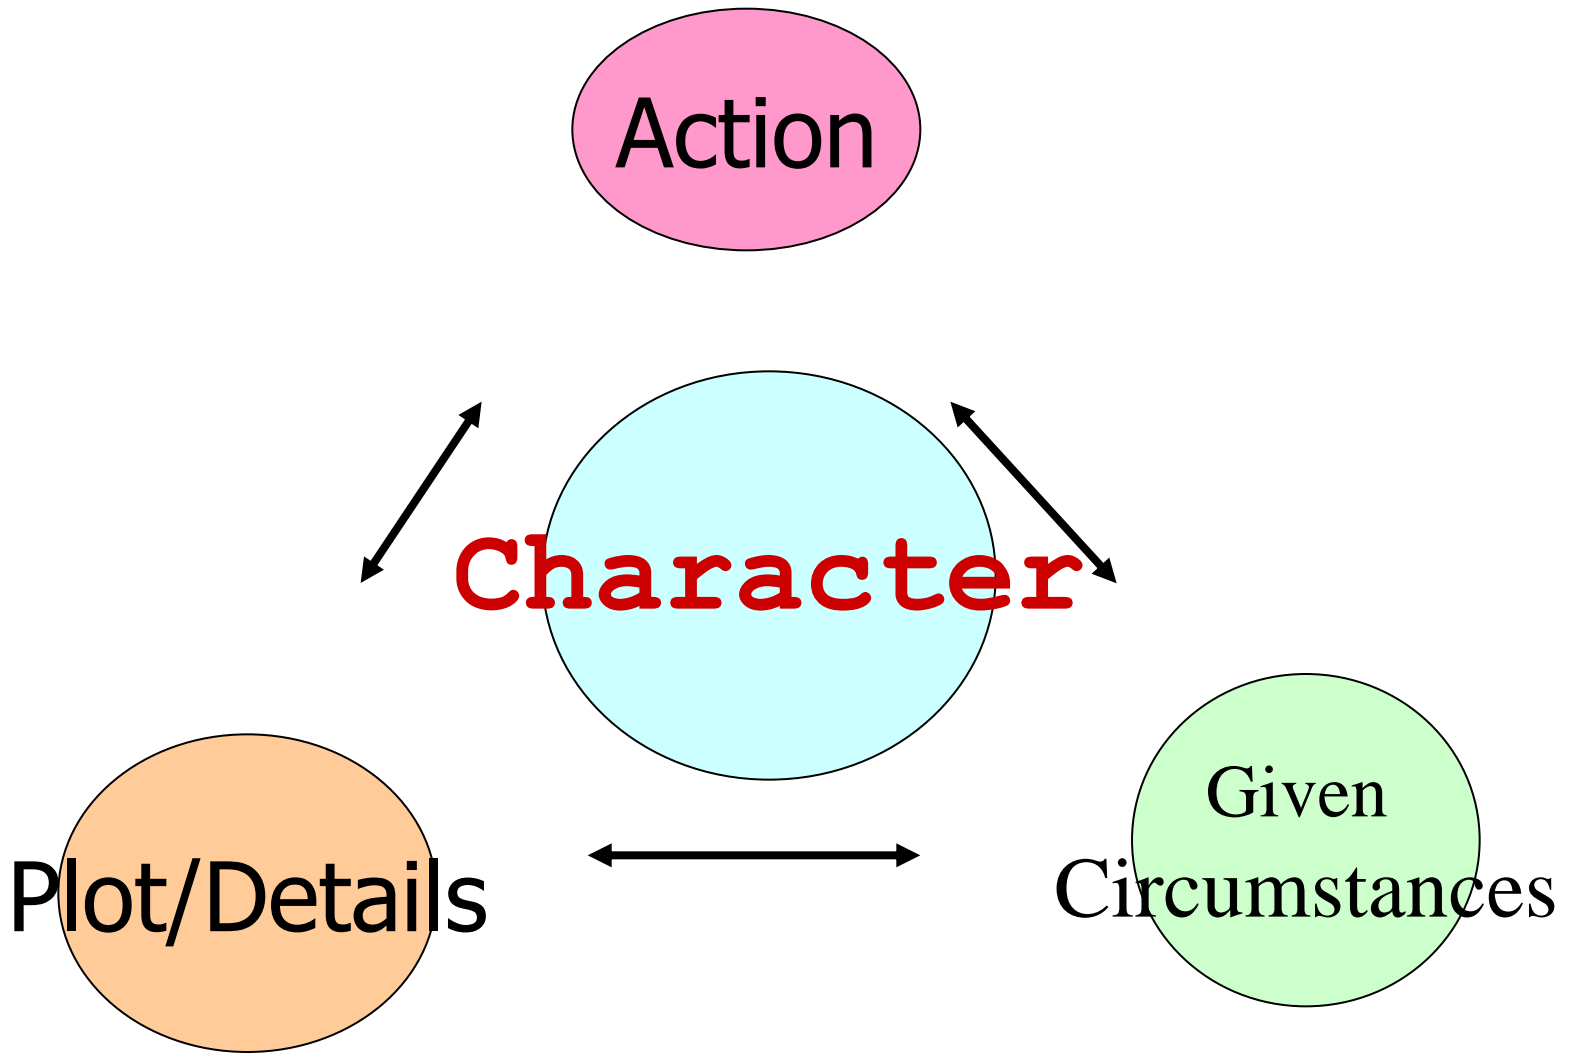 Action
Character
Given
Circumstances
Plot/Details